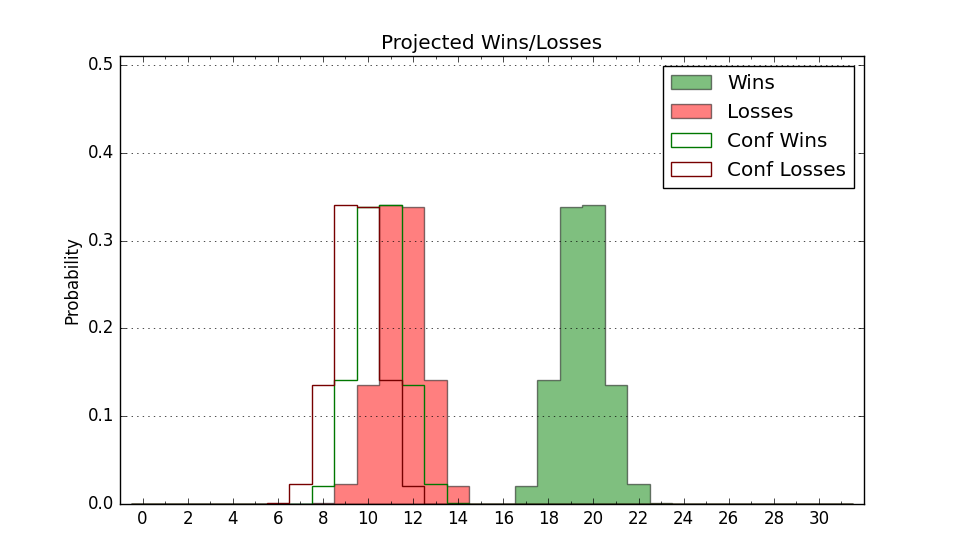 Projected Wins/Losses
Wins
Losses
Conf Wins
Conf Losses
Probability
0.5
0.4
0.3
0.2
0.1
0.0
0 2 4 6 8 10 12 14 16 18 20 22 24 26 28 30